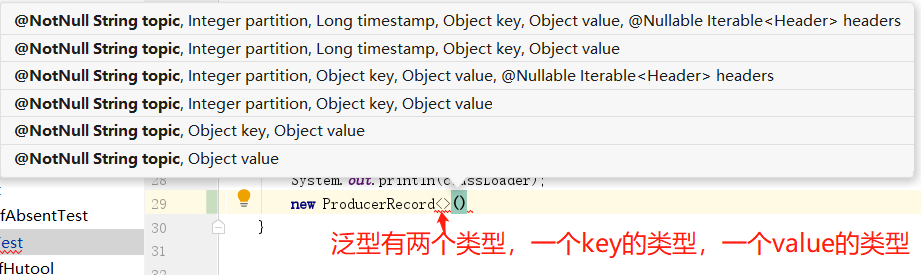 @NotNull String topic, Integer partition, Long timestamp, Object key, Object value, @Nullable Iterable<Header> headers
@NotNull String topic, Integer partition, Long timestamp, Object key, Object value
@NotNull String topic, Integer partition, Object key, Object value, @Nullable Iterable<Header> headers
@NotNull String topic, Integer partition, Object key, Object value
@NotNull String topic, Object key, Object value
@NotNull String topic, Object value
System.out.println(classLoader);
29 new ProducerRecord<>()
fAbsentTest
30 }
est
泛型有两个类型，一个key的类型，一个value的类型
31
fHutool